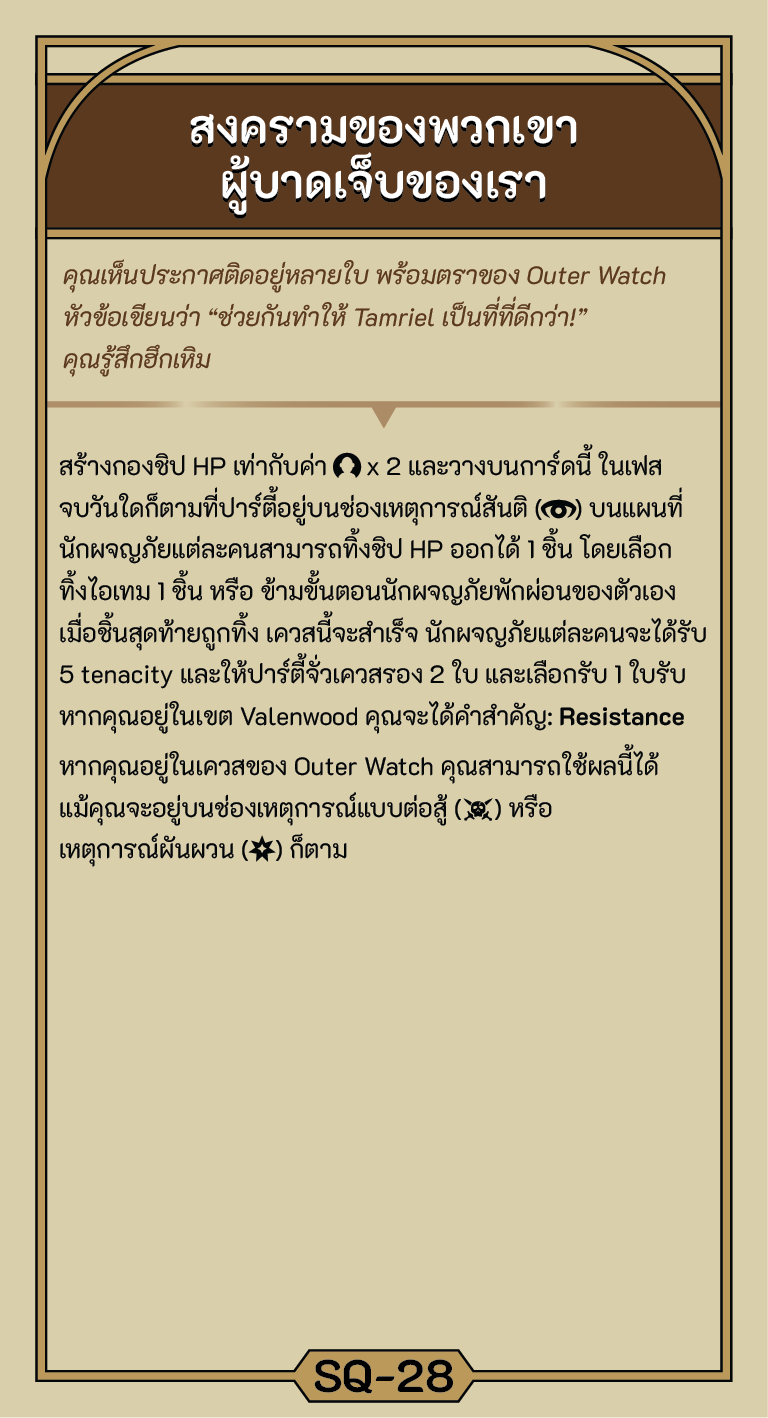 สงครามของพวกเขา
ผู้บาดเจ็บของเรา
คุณเห็นประกาศติดอยู่หลายใบ พร้อมตราของ Outer Watch
หัวข้อเขียนว่า “ช่วยกันทำให้ Tamriel เป็นที่ที่ดีกว่า!”
คุณรู้สึกฮึกเหิม
สร้างกองชิป HP เท่ากับค่า x 2 และวางบนการ์ดนี้ ในเฟส
จบวันใดก็ตามที่ปาร์ตี้อยู่บนช่องเหตุการณ์สันติ () บนแผนที่
นักผจญภัยแต่ละคนสามารถทิ้งชิป HP ออกได้ 1 ชิ้น โดยเลือก
ทิ้งไอเทม 1 ชิ้น หรือ ข้ามขั้นตอนนักผจญภัยพักผ่อนของตัวเอง
เมื่อชิ้นสุดท้ายถูกทิ้ง เควสนี้จะสำเร็จ นักผจญภัยแต่ละคนจะได้รับ
5 tenacity และให้ปาร์ตี้จั่วเควสรอง 2 ใบ และเลือกรับ 1 ใบรับ
หากคุณอยู่ในเขต Valenwood คุณจะได้คำสำคัญ: Resistance
หากคุณอยู่ในเควสของ Outer Watch คุณสามารถใช้ผลนี้ได้
แม้คุณจะอยู่บนช่องเหตุการณ์แบบต่อสู้ () หรือ
เหตุการณ์ผันผวน () ก็ตาม
SQ-28